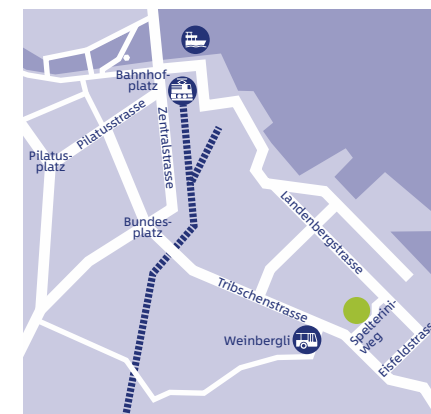 Bahnhof-
platz
Pilatusstrasse
Zentralstrasse
Pilatus-
platz
Bundes-
platz
Landenbergstrasse
Tribschenstrasse
Weinbergli
Spelterini-
weg
Eisfeldstrasse